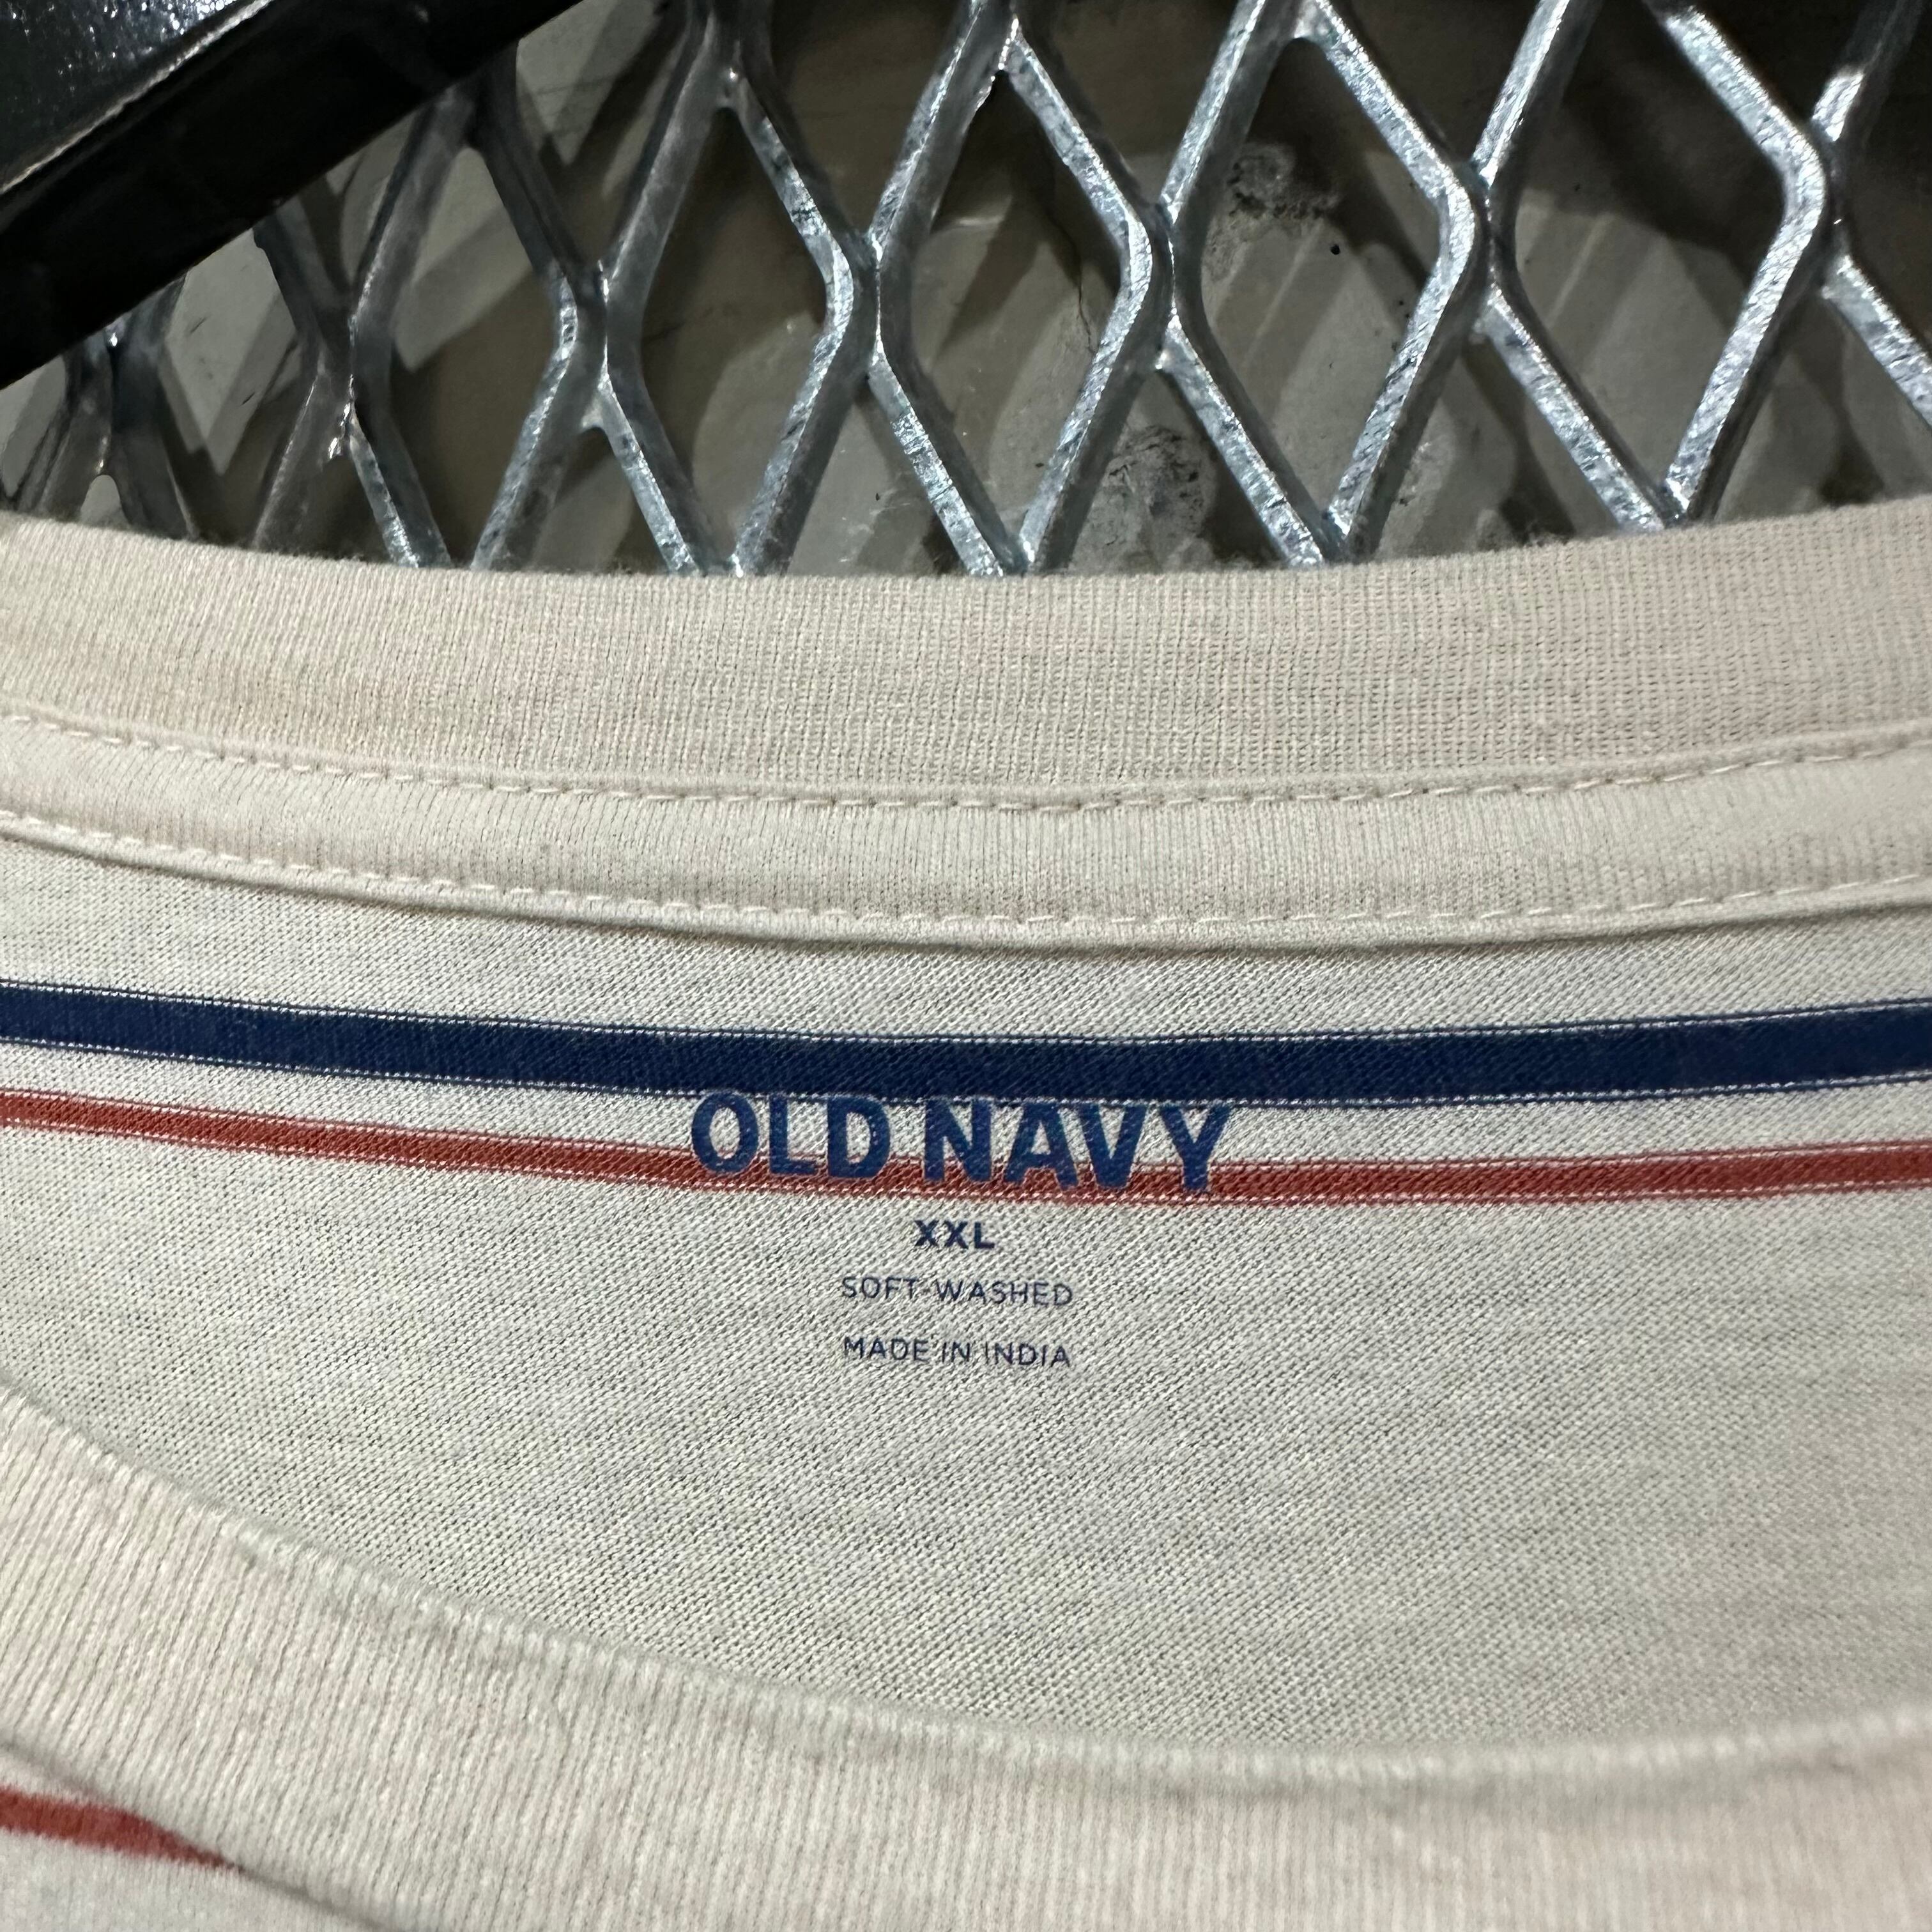 OLD NAVY
XXL
SOFT-WASHED
MADE IN INDIA